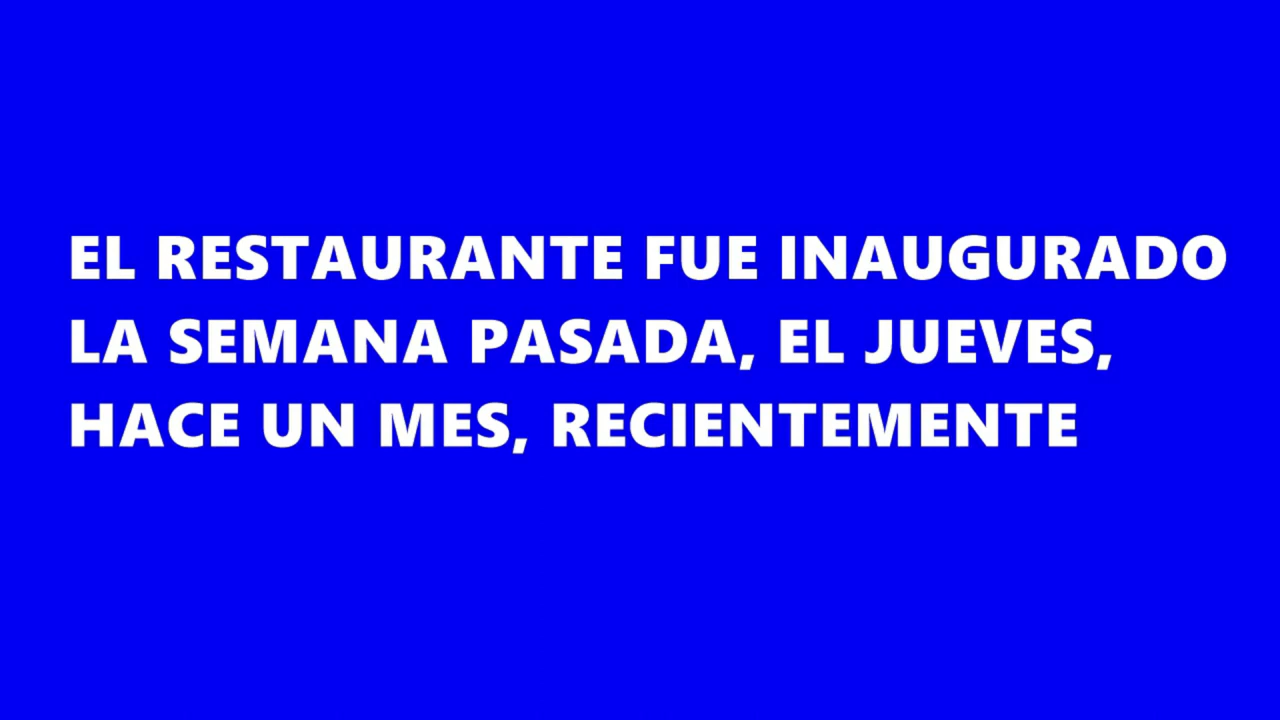 EL RESTAURANTE FUE INAUGURADO
LA SEMANA PASADA, EL JUEVES,
HACE UN MES, RECIENTEMENTE